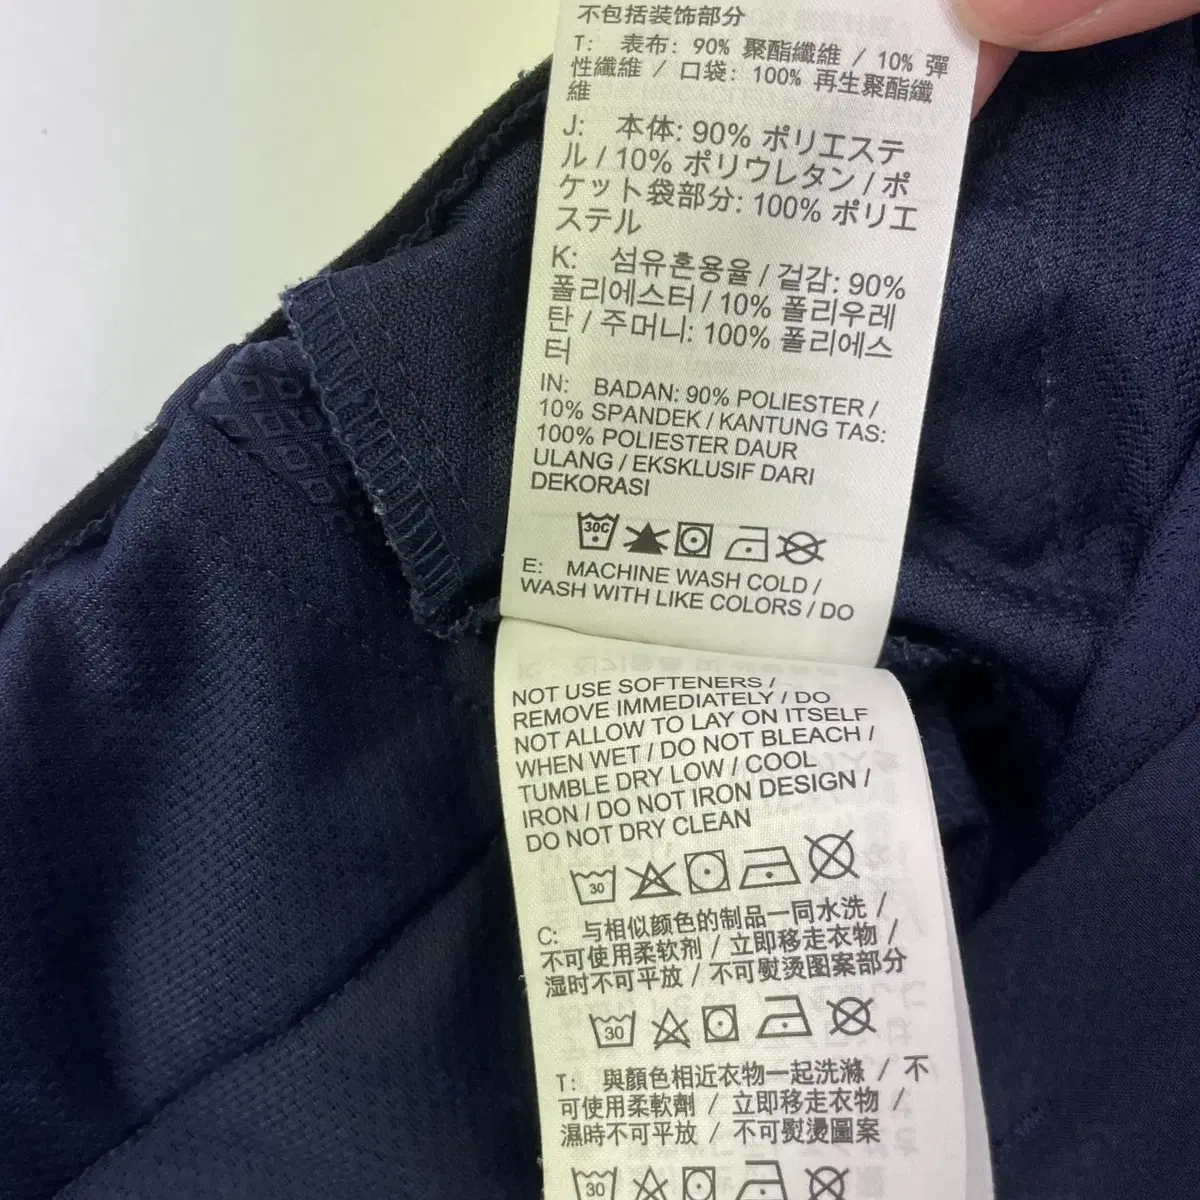 不包括装饰部分
T: 表布: 90% 聚酯纖維 / 10% 彈
性纖維 / 口袋: 100% 再生聚酯纖
維
J: 本体: 90% ポリエステ
ル / 10% ポリウレタン / ポ
ケット袋部分: 100% ポリエ
ステル
K: 섬유혼용율 / 겉감: 90%
폴리에스터 / 10% 폴리우레
탄 / 주머니: 100% 폴리에스
터
IN: BADAN: 90% POLIESTER /
10% SPANDEK / KANTUNG TAS:
100% POLIESTER DAUR
ULANG / EKSKLUSIF DARI
DEKORASI
30C
E: MACHINE WASH COLD /
WASH WITH LIKE COLORS / DO
NOT USE SOFTENERS /
REMOVE IMMEDIATELY / DO
NOT ALLOW TO LAY ON ITSELF
WHEN WET / DO NOT BLEACH /
TUMBLE DRY LOW / COOL
IRON / DO NOT IRON DESIGN /
DO NOT DRY CLEAN
30
C: 与相似颜色的制品一同水洗 /
不可使用柔软剂 / 立即移走衣物 /
湿时不可平放 / 不可熨烫图案部分
30
T: 與顏色相近衣物一起洗滌 / 不
可使用柔軟劑 / 立即移走衣物 /
濕時不可平放 / 不可熨燙圖案
30